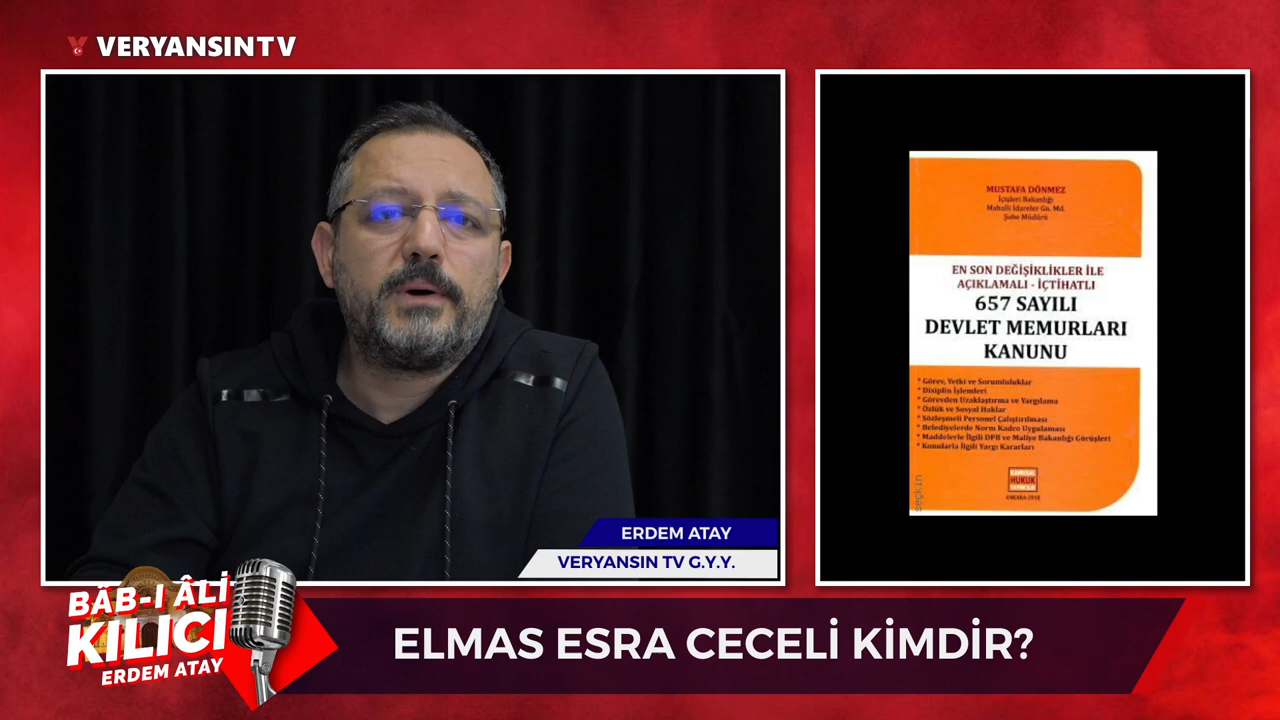 VERYANSINTV
MUSTAFA DÖNMEZ
İçişleri Bakanlığı
Mahalli İdareler Gn. Md.
Şube Müdürü
EN SON DEĞİŞİKLİKLER İLE
AÇIKLAMALI - İÇTİHATLI
657 SAYILI
DEVLET MEMURLARI
KANUNU
* Görev, Yetki ve Sorumluluklar
* Disiplin İşlemleri
* Görevden Uzaklaştırma ve Yargılama
* Özlük ve Sosyal Haklar
* Sözleşmeli Personel Çalıştırılması
* Belediyelerde Norm Kadro Uygulaması
* Maddelerle İlgili DPB ve Maliye Bakanlığı Görüşleri
* Konularla İlgili Yargı Kararları
HUKUK
seçkin
ERDEM ATAY
VERYANSIN TV G.Y.Y.
BÂB-I ÂLİ
KILICI
ERDEM ATAY
ELMAS ESRA CECELİ KİMDİR?